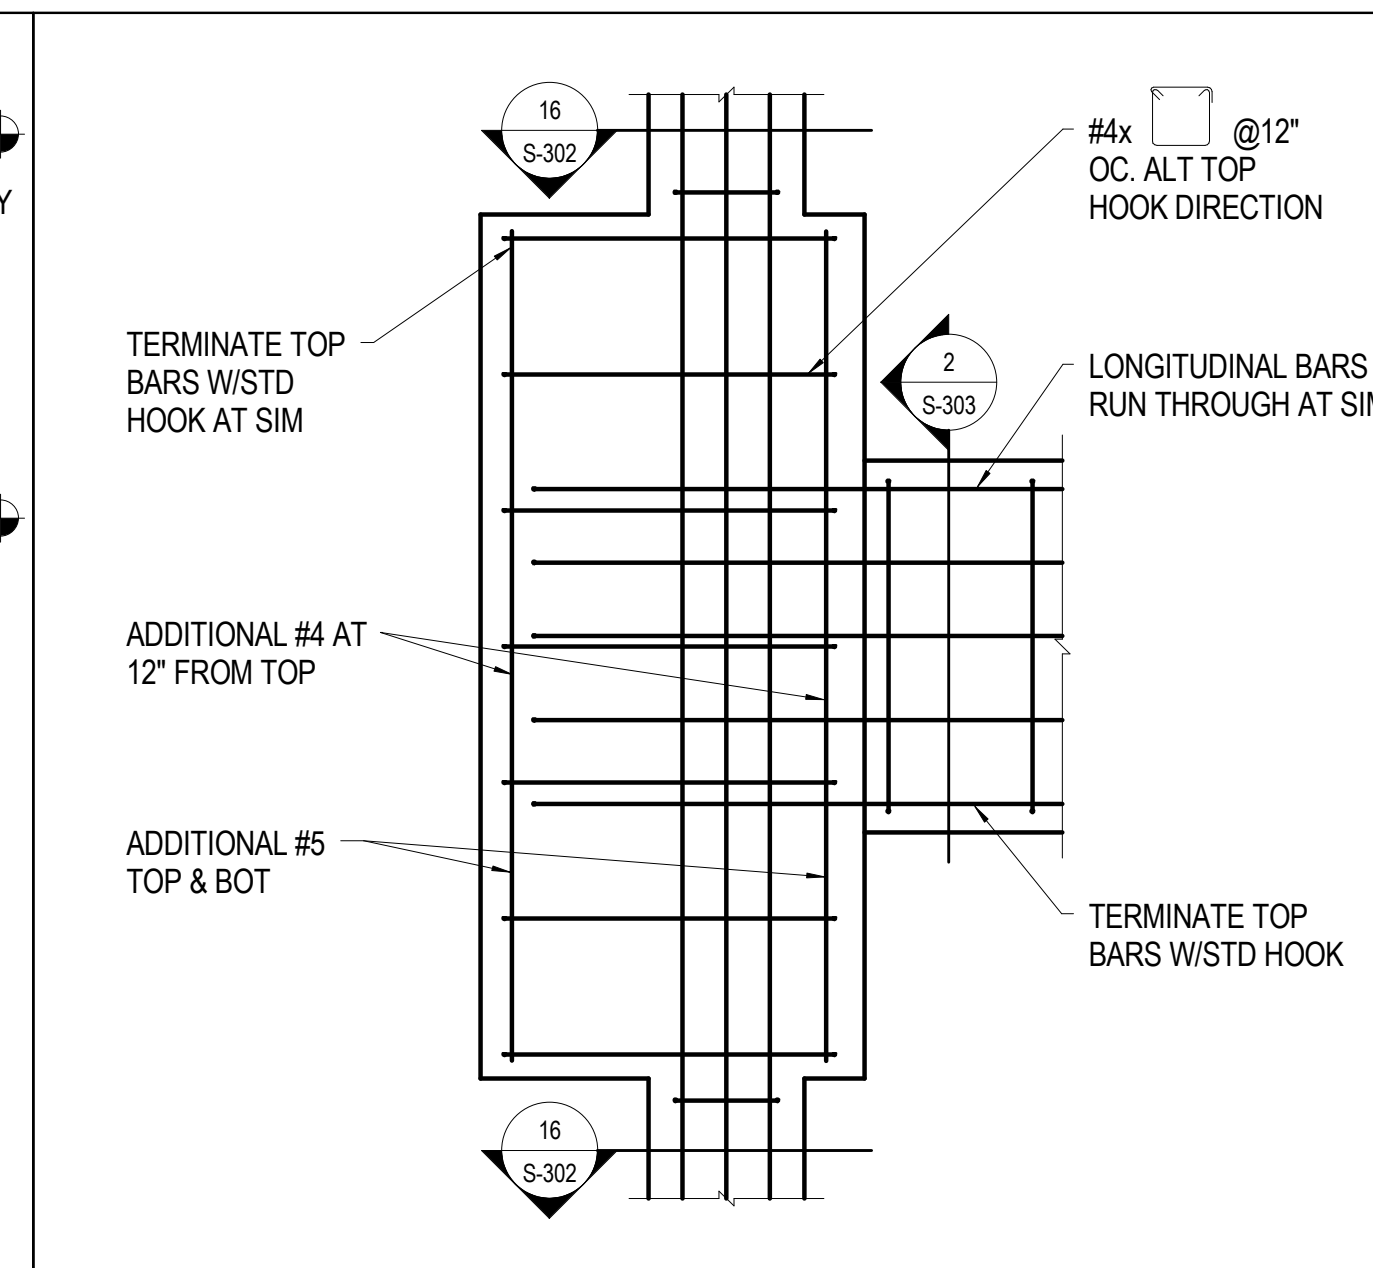 16
S-302
#4x @12"
OC. ALT TOP
HOOK DIRECTION
Y
TERMINATE TOP
BARS W/STD
HOOK AT SIM
2
S-303
LONGITUDINAL BARS
RUN THROUGH AT
ADDITIONAL #4 AT
12" FROM TOP
ADDITIONAL #5
TOP & BOT
TERMINATE TOP
BARS W/STD HOOK
16
S-302